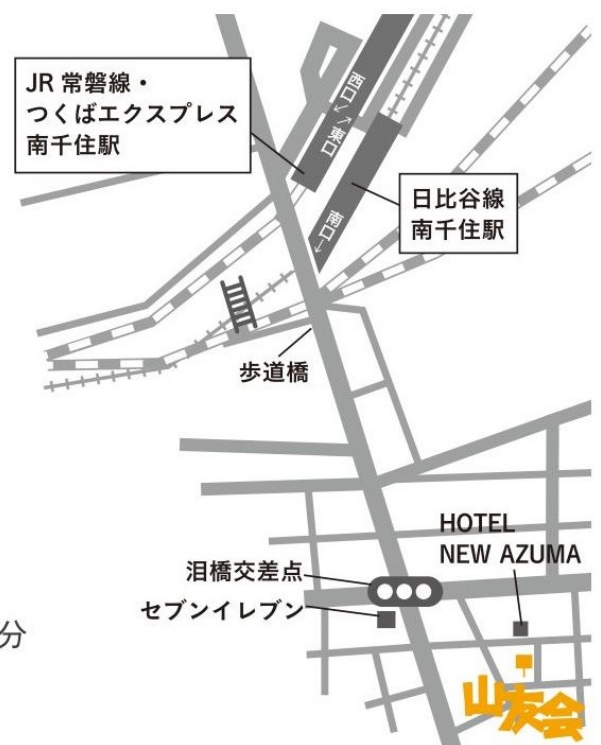 JR 常磐線・
つくばエクスプレス
南千住駅
西口↙↗東口
日比谷線
南千住駅
南口→
歩道橋
HOTEL
NEW AZUMA
泪橋交差点
セブンイレブン
分
山友会